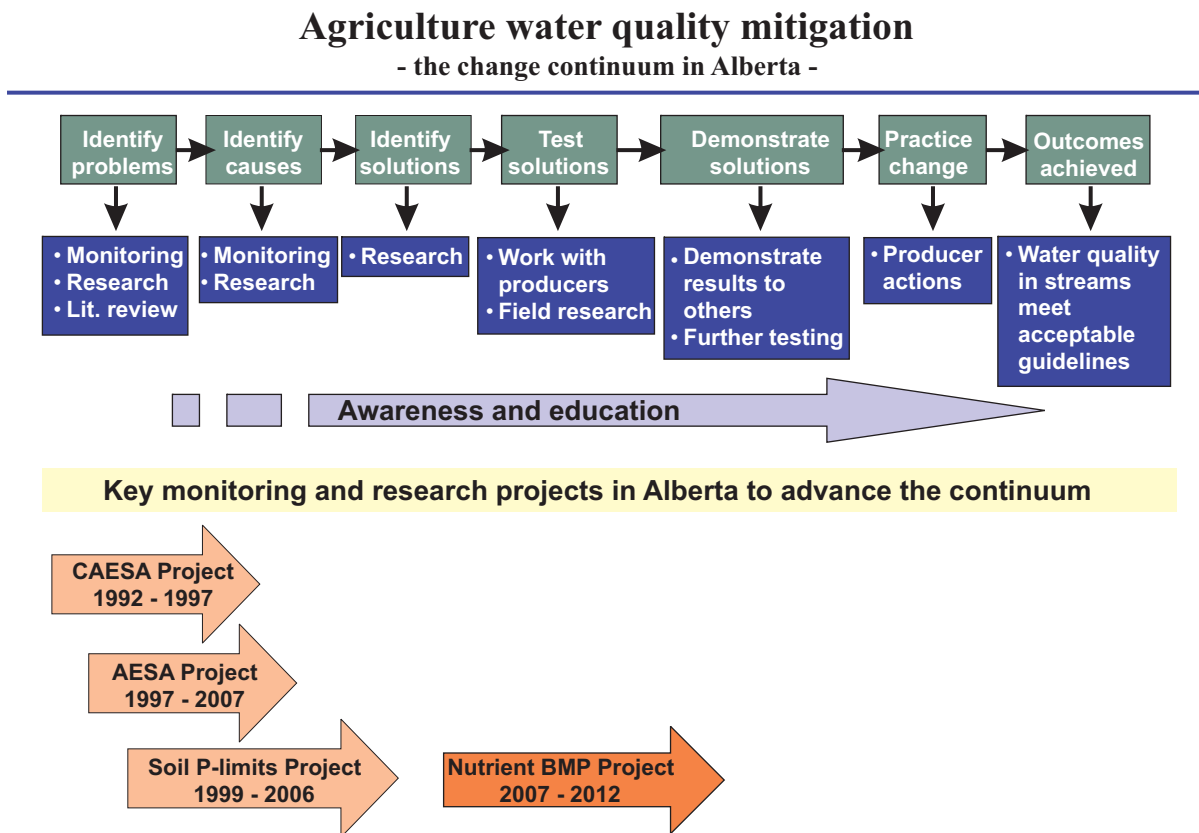 Agriculture water quality mitigation
- the change continuum in Alberta -
Identify
problems
Identify
causes
Identify
solutions
Test
solutions
Demonstrate
solutions
Practice
change
Outcomes
achieved
• Monitoring
• Research
• Lit. review
• Monitoring
• Research
• Research
• Work with
producers
• Field research
• Demonstrate
results to
others
• Further testing
• Producer
actions
• Water quality
in streams
meet
acceptable
guidelines
Awareness and education
Key monitoring and research projects in Alberta to advance the continuum
CAESA Project
1992 - 1997
AESA Project
1997 - 2007
Soil P-limits Project
1999 - 2006
Nutrient BMP Project
2007 - 2012